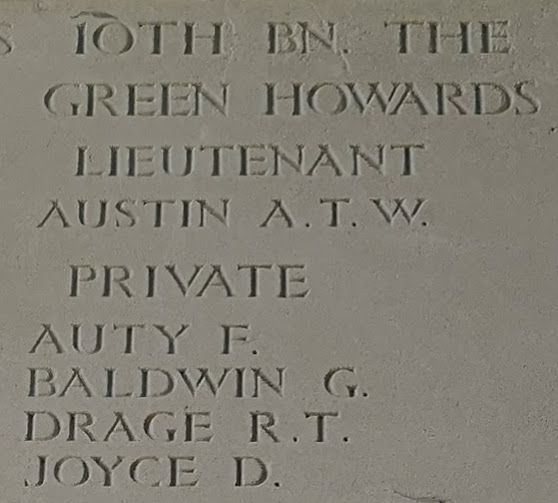 S 10TH BN. THE
GREEN HOWARDS
LIEUTENANT
AUSTIN A.T.W.
PRIVATE
AUTY F.
BALDWIN G.
DRAGE R.T.
JOYCE D.